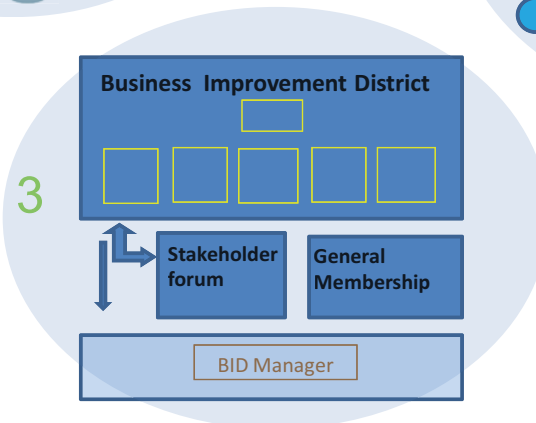 Business Improvement District
3
Stakeholder
forum
General
Membership
BID Manager